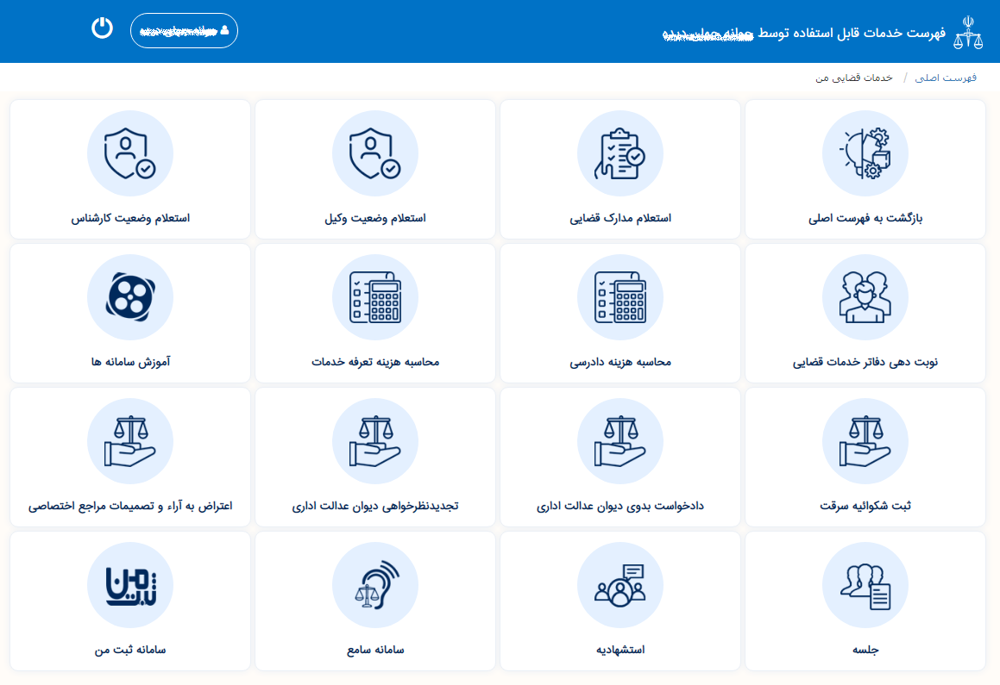 فهرست خدمات قابل استفاده توسط
فهرست اصلی / خدمات قضایی من
بازگشت به فهرست اصلی
استعلام مدارک قضایی
استعلام وضعیت وکیل
استعلام وضعیت کارشناس
نوبت دهی دفاتر خدمات قضایی
محاسبه هزینه دادرسی
محاسبه هزینه تعرفه خدمات
آموزش سامانه ها
ثبت شکوائیه سرقت
دادخواست بدوی دیوان عدالت اداری
تجدیدنظرخواهی دیوان عدالت اداری
اعتراض به آراء و تصمیمات مراجع اختصاصی
جلسه
استشهادیه
سامانه سامع
ثبت من
سامانه ثبت من